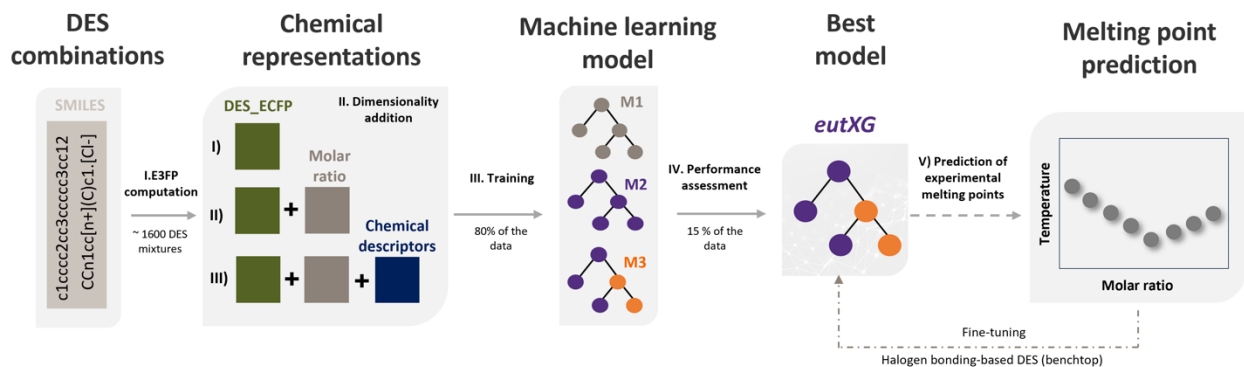 DES
combinations
Chemical
representations
Machine learning
model
Best
model
Melting point
prediction
SMILES
c1cccc2cc3ccccc3cc12
CCn1cc[n+](C)c1.[Cl-]
I.E3FP
computation
~ 1600 DES
mixtures
DES_ECFP
II. Dimensionality
addition
I)
Molar
ratio
II)
+
Chemical
descriptors
III)
+
+
III. Training
80% of the
data
M1
M2
M3
IV. Performance
assessment
15 % of the
data
eutXG
V) Prediction of
experimental
melting points
Temperature
Molar ratio
Fine-tuning
Halogen bonding-based DES (benchtop)